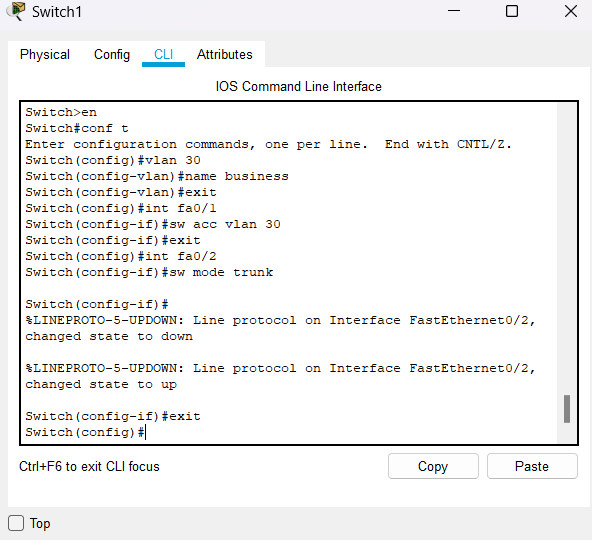 Switch1
Physical Config CLI Attributes
IOS Command Line Interface
Switch>en
Switch#conf t
Enter configuration commands, one per line.  End with CNTL/Z.
Switch(config)#vlan 30
Switch(config-vlan)#name business
Switch(config-vlan)#exit
Switch(config)#int fa0/1
Switch(config-if)#sw acc vlan 30
Switch(config-if)#exit
Switch(config)#int fa0/2
Switch(config-if)#sw mode trunk
Switch(config-if)#
%LINEPROTO-5-UPDOWN: Line protocol on Interface FastEthernet0/2,
changed state to down
%LINEPROTO-5-UPDOWN: Line protocol on Interface FastEthernet0/2,
changed state to up
Switch(config-if)#exit
Switch(config)#
Ctrl+F6 to exit CLI focus
Copy Paste
Top